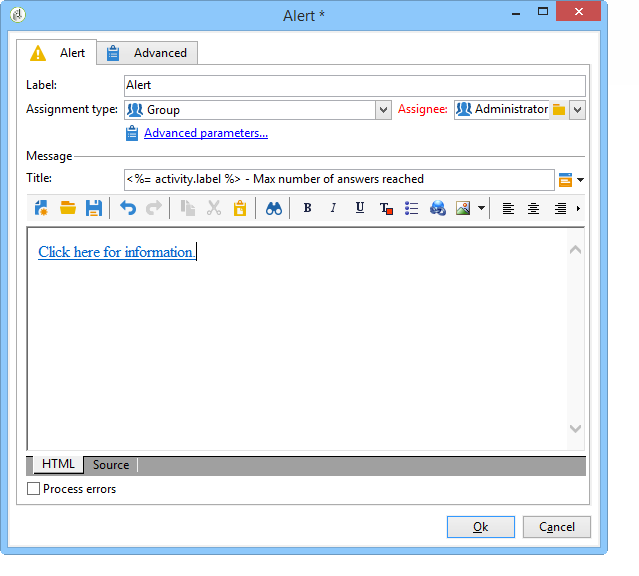 Alert *
Alert
Advanced
Label:
Alert
Assignment type:
Group
Assignee:
Administrator
Advanced parameters...
Message
Title:
<%= activity.label %> - Max number of answers reached
B I U T
Click here for information.
HTML
Source
Process errors
Ok
Cancel